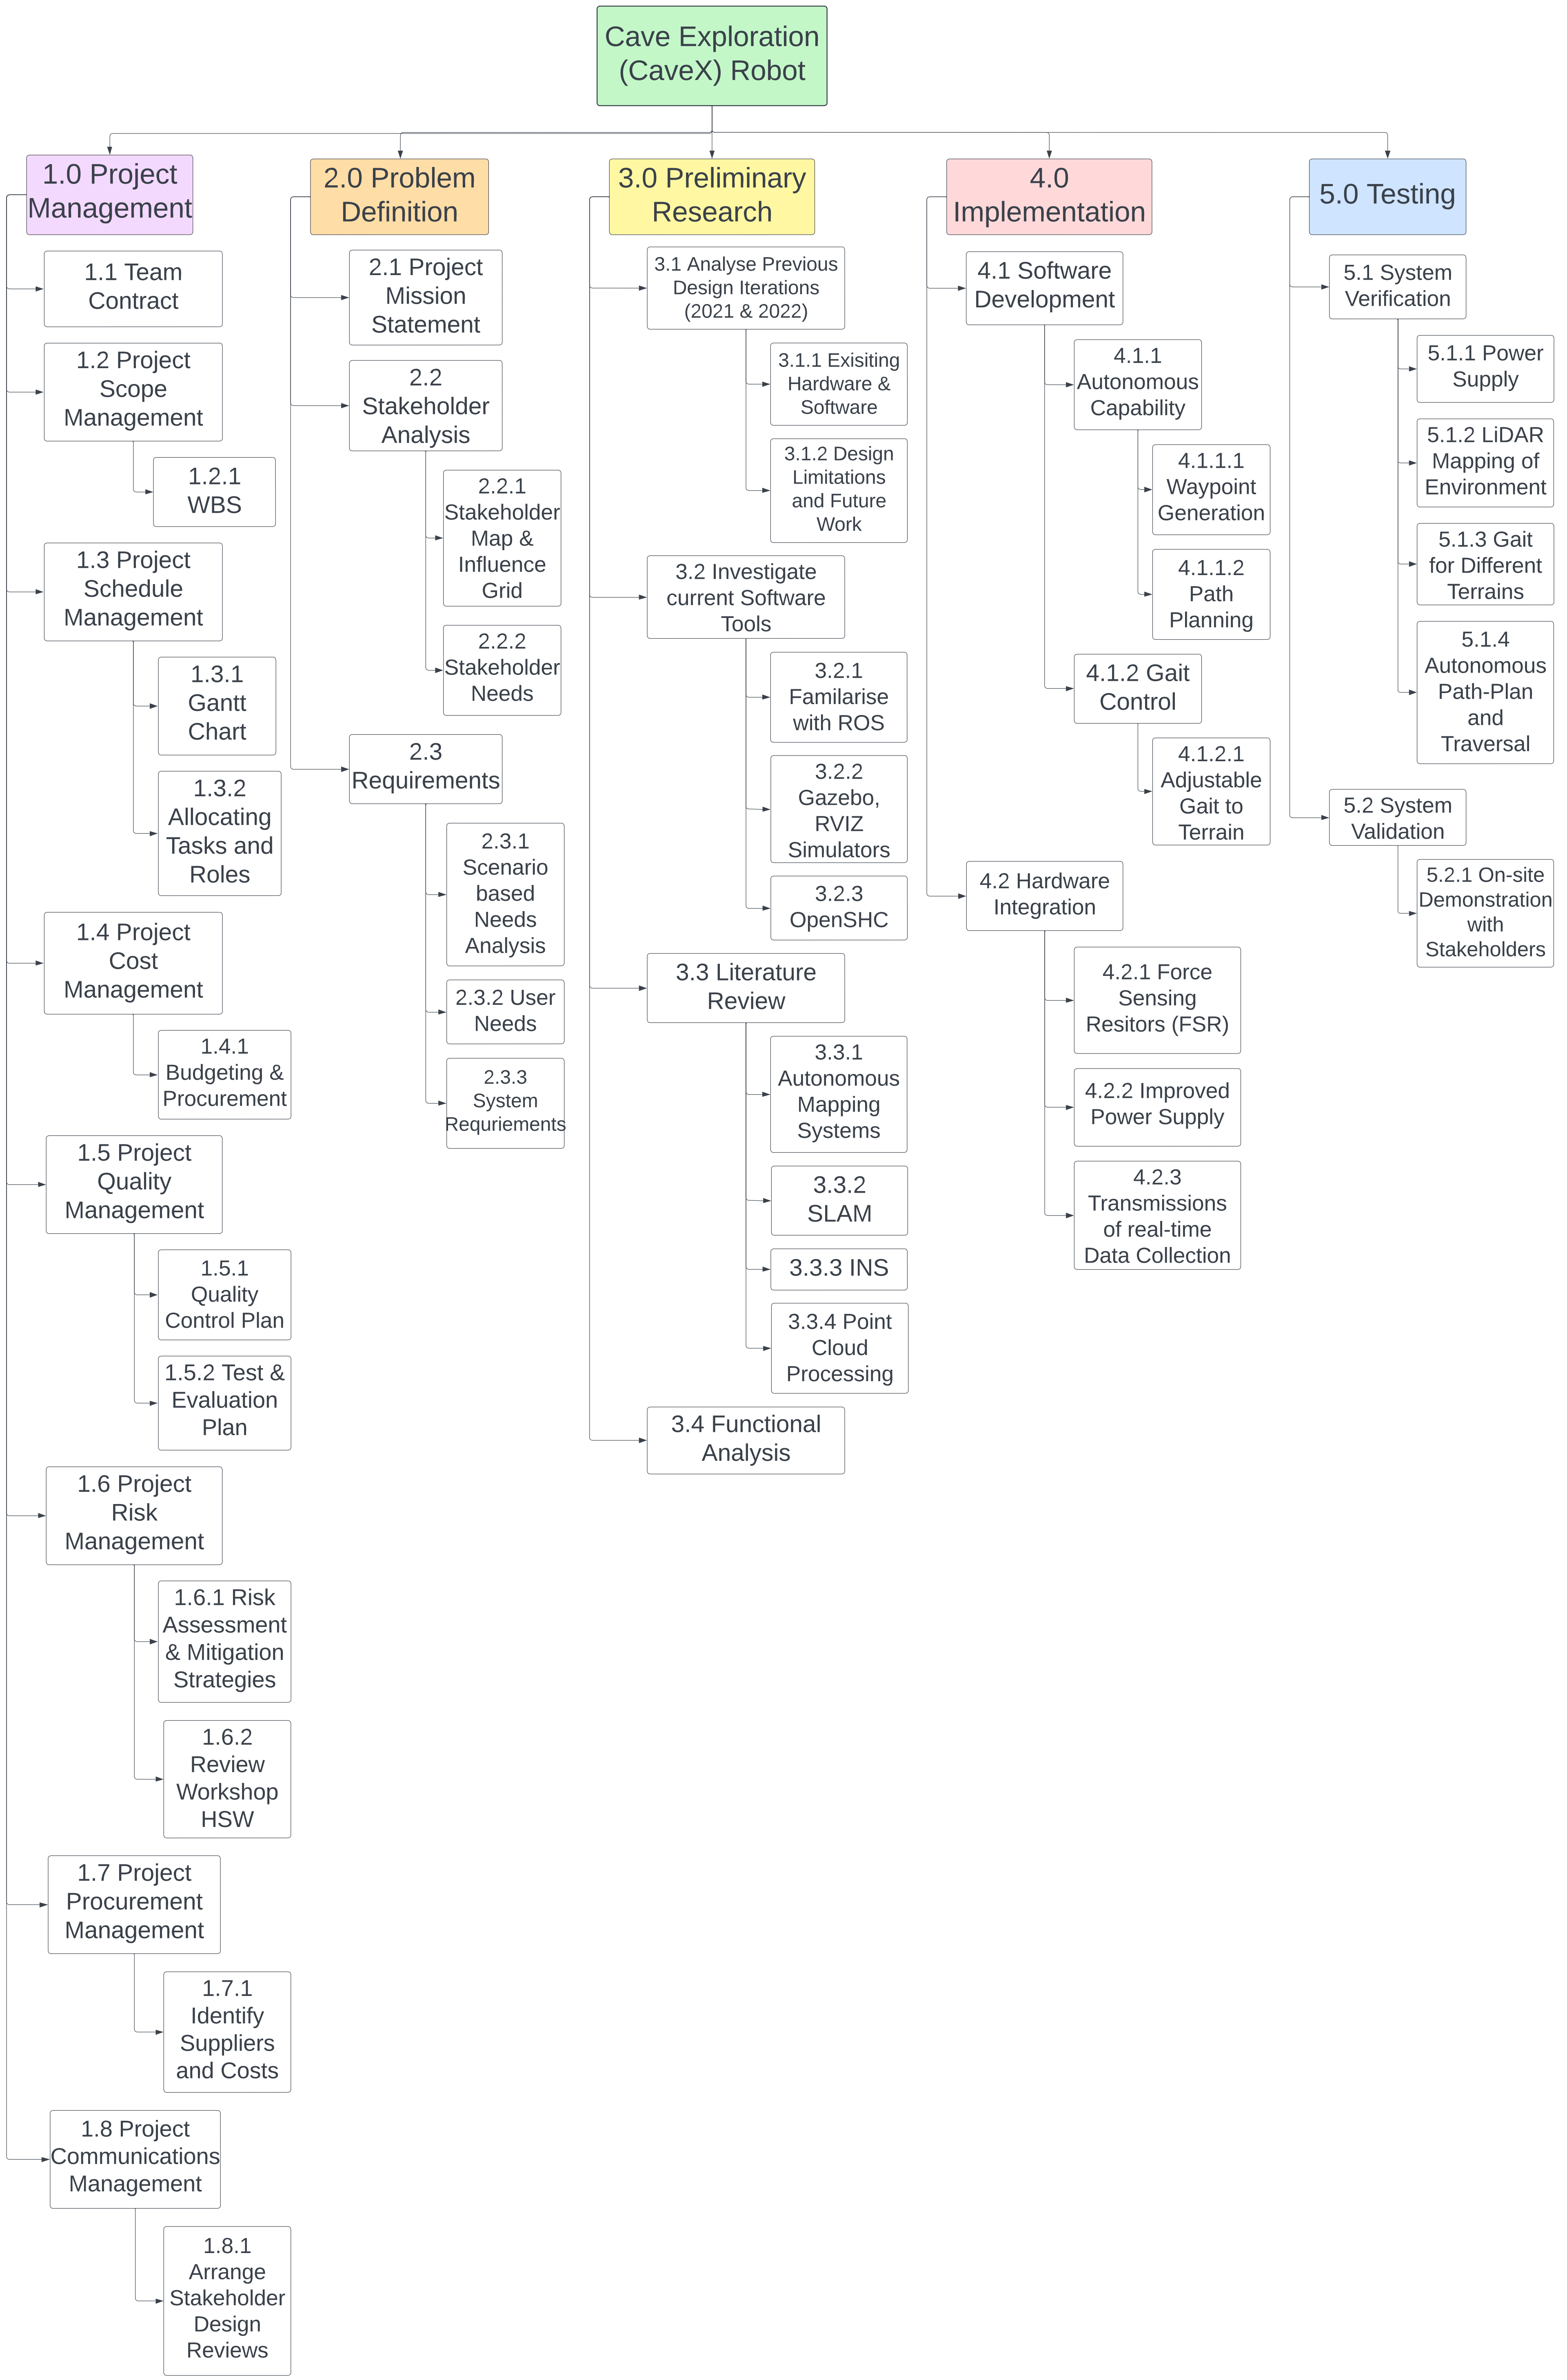 Cave Exploration
(CaveX) Robot
1.0 Project
Management
1.1 Team
Contract
1.2 Project
Scope
Management
1.2.1
WBS
1.3 Project
Schedule
Management
1.3.1
Gantt
Chart
1.3.2
Allocating
Tasks and
Roles
1.4 Project
Cost
Management
1.4.1
Budgeting &
Procurement
1.5 Project
Quality
Management
1.5.1
Quality
Control Plan
1.5.2 Test &
Evaluation
Plan
1.6 Project
Risk
Management
1.6.1 Risk
Assessment
& Mitigation
Strategies
1.6.2
Review
Workshop
HSW
1.7 Project
Procurement
Management
1.7.1
Identify
Suppliers
and Costs
1.8 Project
Communications
Management
1.8.1
Arrange
Stakeholder
Design
Reviews
2.0 Problem
Definition
2.1 Project
Mission
Statement
2.2
Stakeholder
Analysis
2.2.1
Stakeholder
Map &
Influence
Grid
2.2.2
Stakeholder
Needs
2.3
Requirements
2.3.1
Scenario
based
Needs
Analysis
2.3.2 User
Needs
2.3.3
System
Requriements
3.0 Preliminary
Research
3.1 Analyse Previous
Design Iterations
(2021 & 2022)
3.1.1 Exisiting
Hardware &
Software
3.1.2 Design
Limitations
and Future
Work
3.2 Investigate
current Software
Tools
3.2.1
Familarise
with ROS
3.2.2
Gazebo,
RVIZ
Simulators
3.2.3
OpenSHC
3.3 Literature
Review
3.3.1
Autonomous
Mapping
Systems
3.3.2
SLAM
3.3.3 INS
3.3.4 Point
Cloud
Processing
3.4 Functional
Analysis
4.0
Implementation
4.1 Software
Development
4.1.1
Autonomous
Capability
4.1.1.1
Waypoint
Generation
4.1.1.2
Path
Planning
4.1.2 Gait
Control
4.1.2.1
Adjustable
Gait to
Terrain
4.2 Hardware
Integration
4.2.1 Force
Sensing
Resitors (FSR)
4.2.2 Improved
Power Supply
4.2.3
Transmissions
of real-time
Data Collection
5.0 Testing
5.1 System
Verification
5.1.1 Power
Supply
5.1.2 LiDAR
Mapping of
Environment
5.1.3 Gait
for Different
Terrains
5.1.4
Autonomous
Path-Plan
and
Traversal
5.2 System
Validation
5.2.1 On-site
Demonstration
with
Stakeholders